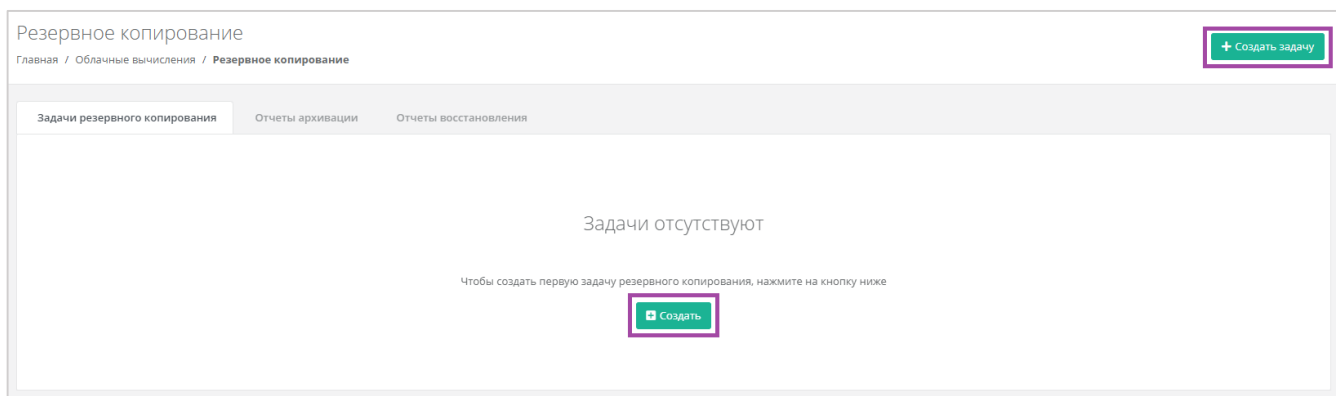 Резервное копирование
Создать задачу
Главная / Облачные вычисления / Резервное копирование
Задачи резервного копирования Отчеты архивации Отчеты восстановления
Задачи отсутствуют
Чтобы создать первую задачу резервного копирования, нажмите на кнопку ниже
Создать